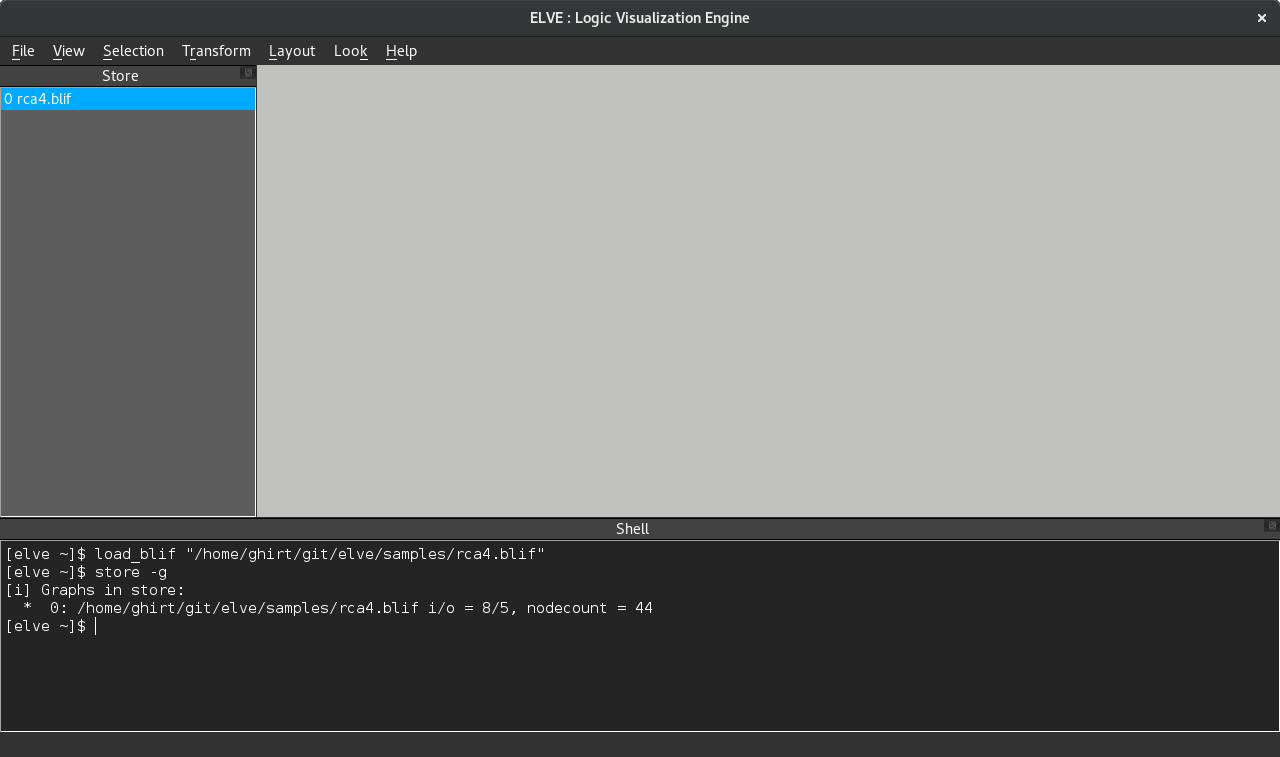 ELVE : Logic Visualization Engine
File View Selection Transform Layout Look Help
Store
0 rca4.blif
Shell
[elve ~]$ load_blif "/home/ghirt/git/elve/samples/rca4.blif"
[elve ~]$ store -g
[i] Graphs in store:
  *  0: /home/ghirt/git/elve/samples/rca4.blif i/o = 8/5, nodecount = 44
[elve ~]$